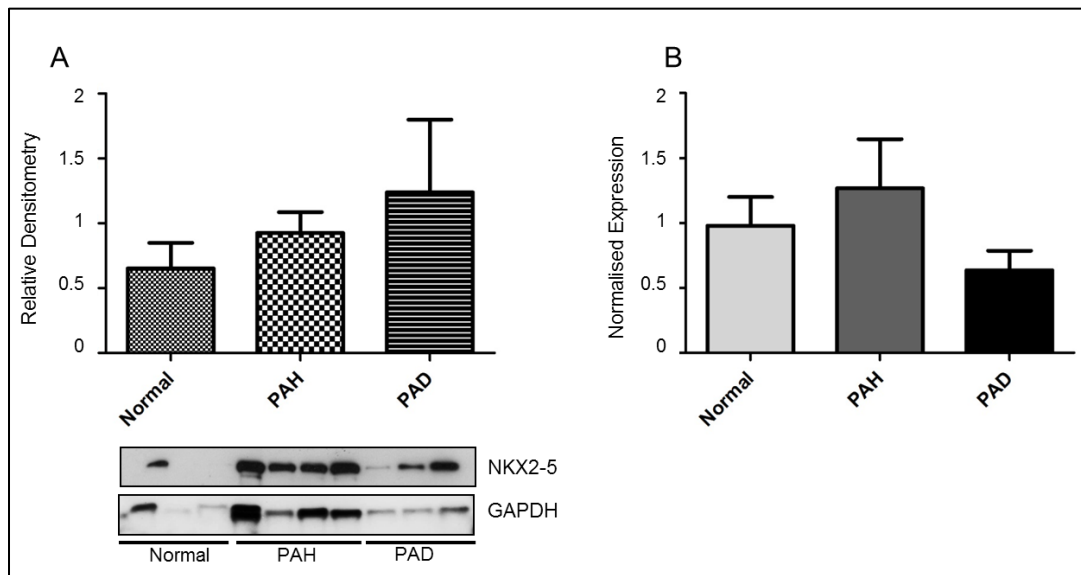 A
Relative Densitometry
2
1.5
1
0.5
0
Normal
PAH
PAD
NKX2-5
GAPDH
Normal
PAH
PAD
B
Normalised Expression
2
1.5
1
0.5
0
Normal
PAH
PAD